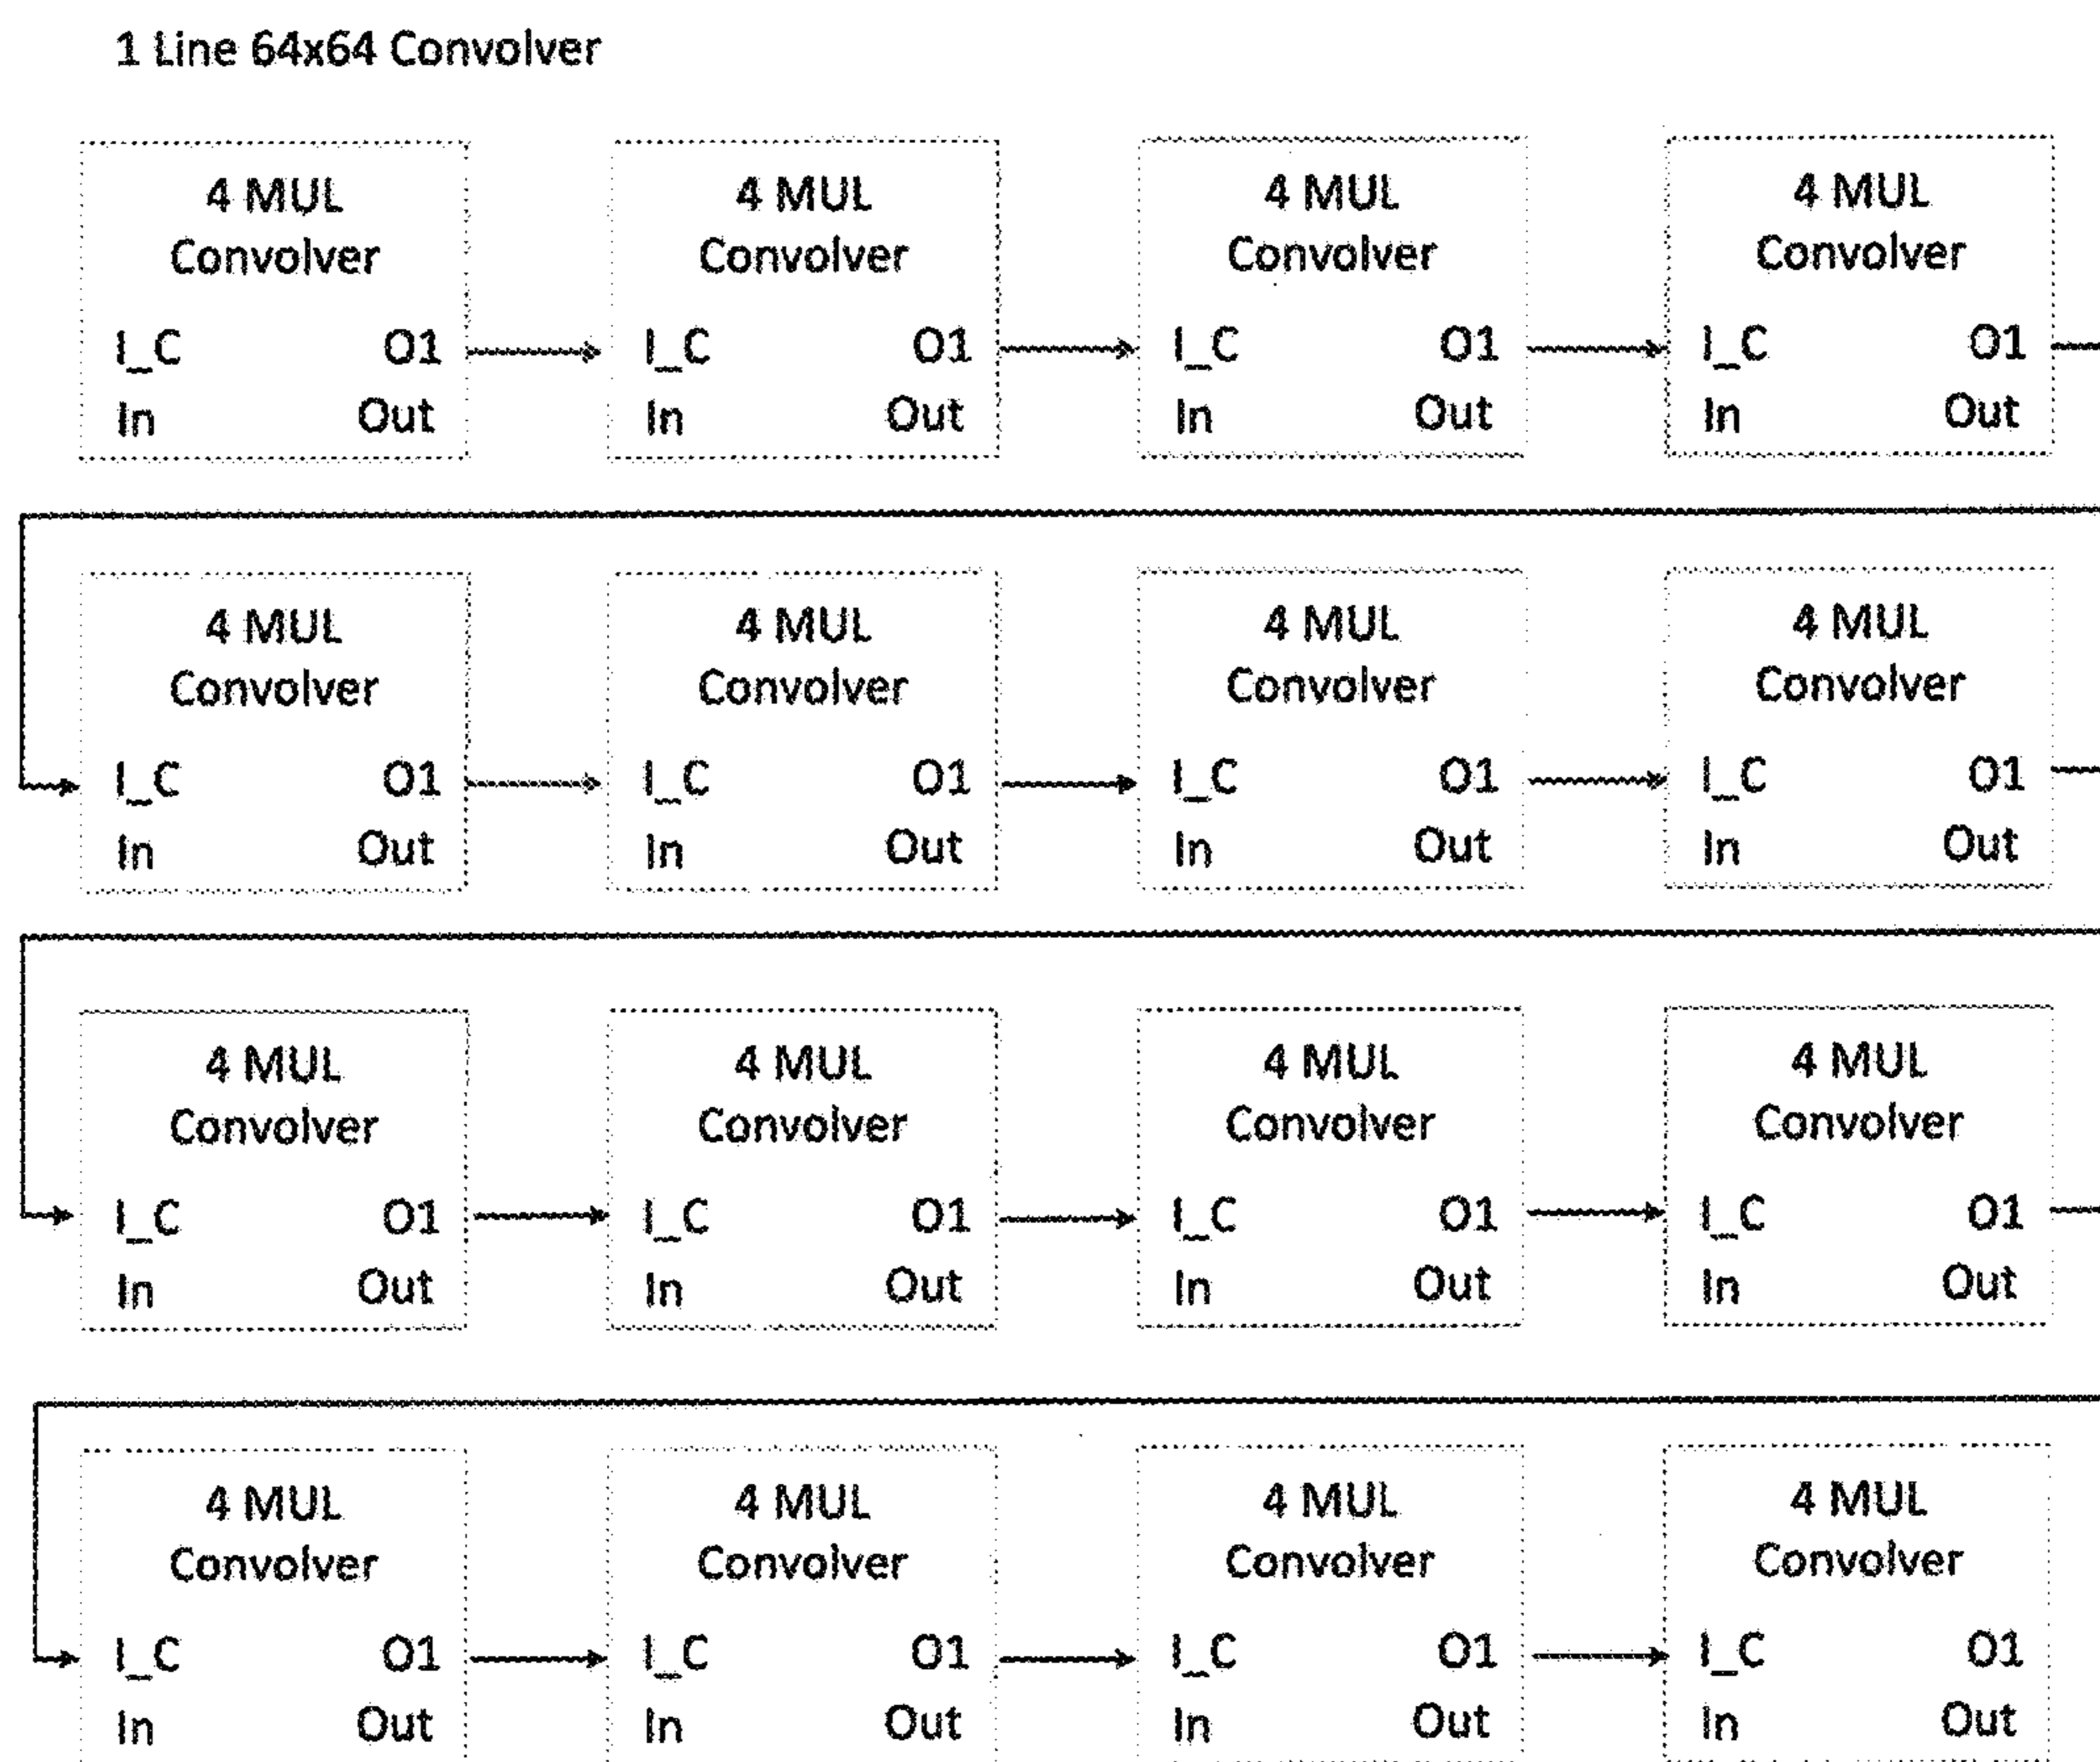 1 Line 64x64 Convolver
4 MUL 4 MUL 4 MUL 4 MUL
Convolver Convolver Convolver Convolver
I_C O1 I_C O1 I_C O1 I_C O1
In Out In Out In Out In Out
4 MUL 4 MUL 4 MUL 4 MUL
Convolver Convolver Convolver Convolver
I_C O1 I_C O1 I_C O1 I_C O1
In Out In Out In Out In Out
4 MUL 4 MUL 4 MUL 4 MUL
Convolver Convolver Convolver Convolver
I_C O1 I_C O1 I_C O1 I_C O1
In Out In Out In Out In Out
4 MUL 4 MUL 4 MUL 4 MUL
Convolver Convolver Convolver Convolver
I_C O1 I_C O1 I_C O1 I_C O1
In Out In Out In Out In Out